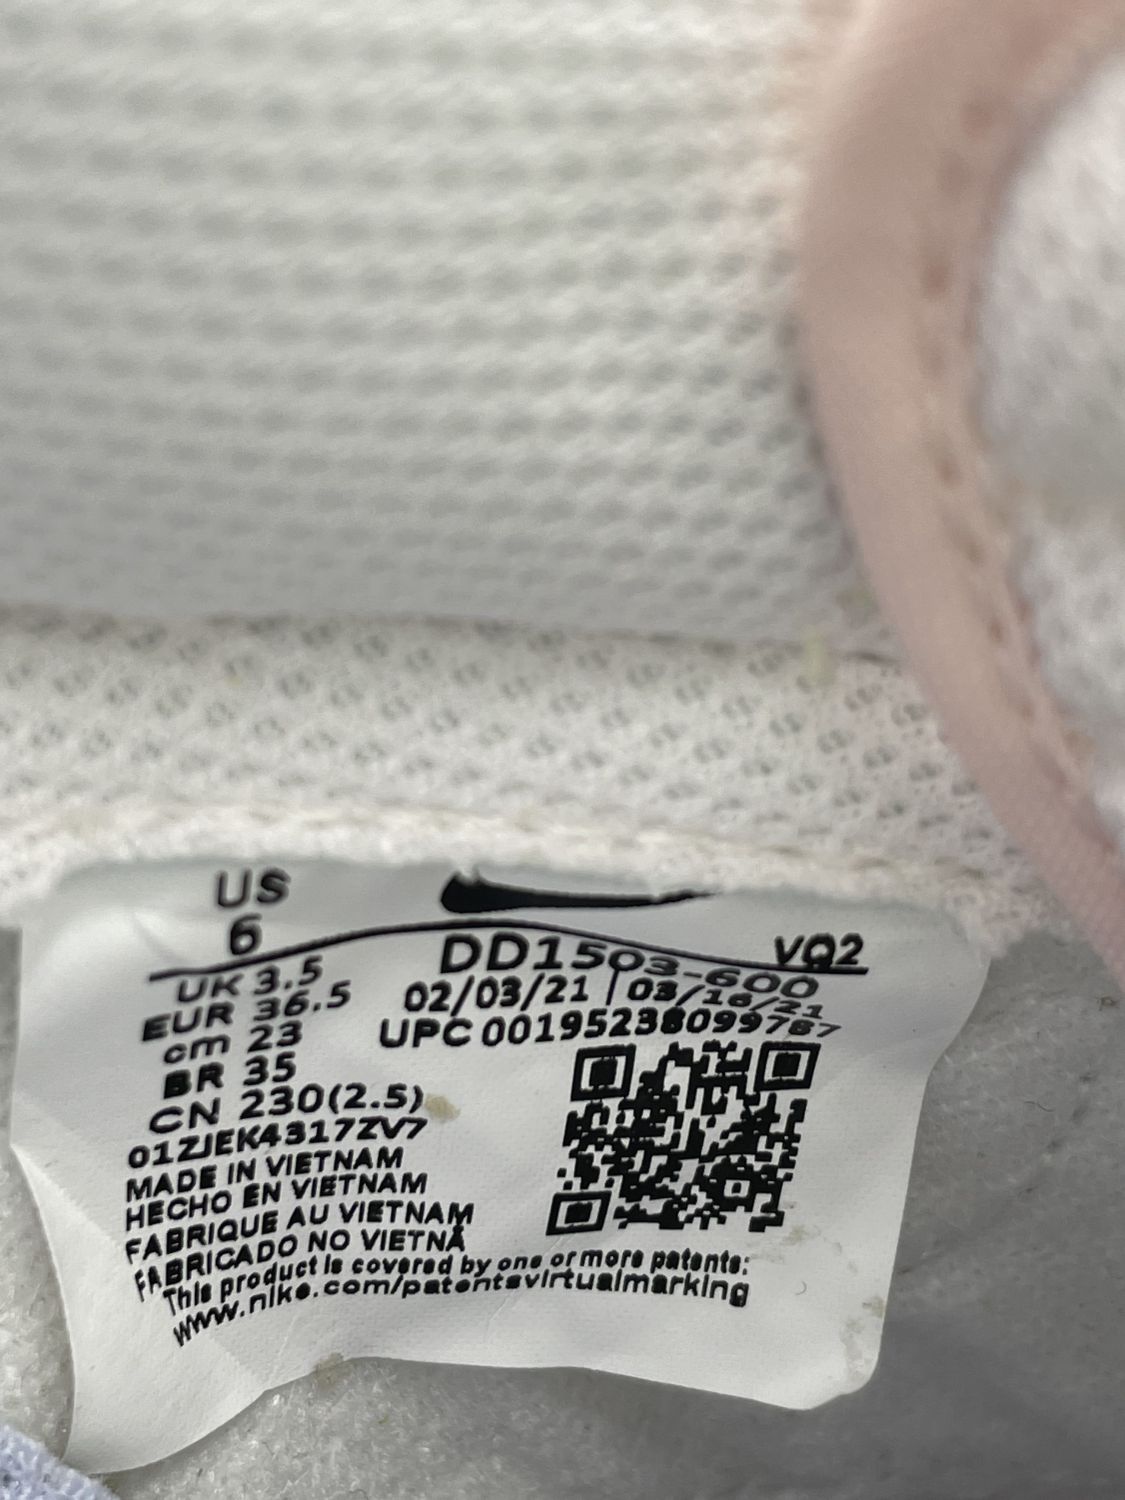 US
6
UK 3.5
EUR 36.5
cm 23
BR 35
CN 230(2.5)
01ZJEK4317ZV7
MADE IN VIETNAM
HECHO EN VIETNAM
FABRIQUE AU VIETNAM
FABRICADO NO VIETNÃ
This product is covered by one or more patents:
www.nike.com/patentsvirtualmarking
VQ2
DD1503-600
02/03/21 | 03/16/21
UPC 00195238099787